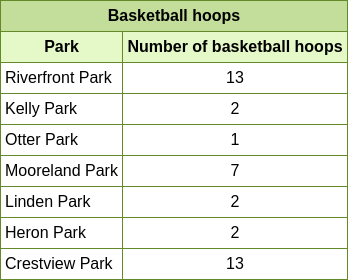 Basketball hoops
Park Number of basketball hoops
Riverfront Park 13
Kelly Park 2
Otter Park 1
Mooreland Park 7
Linden Park 2
Heron Park 2
Crestview Park 13